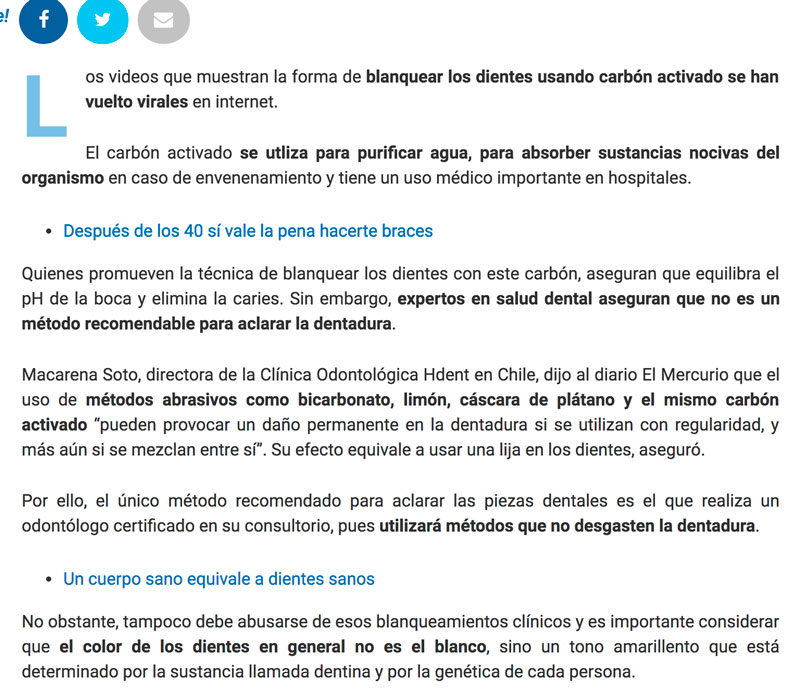 e!
Los videos que muestran la forma de blanquear los dientes usando carbón activado se han
vuelto virales en internet.
El carbón activado se utliza para purificar agua, para absorber sustancias nocivas del
organismo en caso de envenenamiento y tiene un uso médico importante en hospitales.
• Después de los 40 sí vale la pena hacerte braces
Quienes promueven la técnica de blanquear los dientes con este carbón, aseguran que equilibra el
pH de la boca y elimina la caries. Sin embargo, expertos en salud dental aseguran que no es un
método recomendable para aclarar la dentadura.
Macarena Soto, directora de la Clínica Odontológica Hdent en Chile, dijo al diario El Mercurio que el
uso de métodos abrasivos como bicarbonato, limón, cáscara de plátano y el mismo carbón
activado “pueden provocar un daño permanente en la dentadura si se utilizan con regularidad, y
más aún si se mezclan entre sí”. Su efecto equivale a usar una lija en los dientes, aseguró.
Por ello, el único método recomendado para aclarar las piezas dentales es el que realiza un
odontólogo certificado en su consultorio, pues utilizará métodos que no desgasten la dentadura.
• Un cuerpo sano equivale a dientes sanos
No obstante, tampoco debe abusarse de esos blanqueamientos clínicos y es importante considerar
que el color de los dientes en general no es el blanco, sino un tono amarillento que está
determinado por la sustancia llamada dentina y por la genética de cada persona.